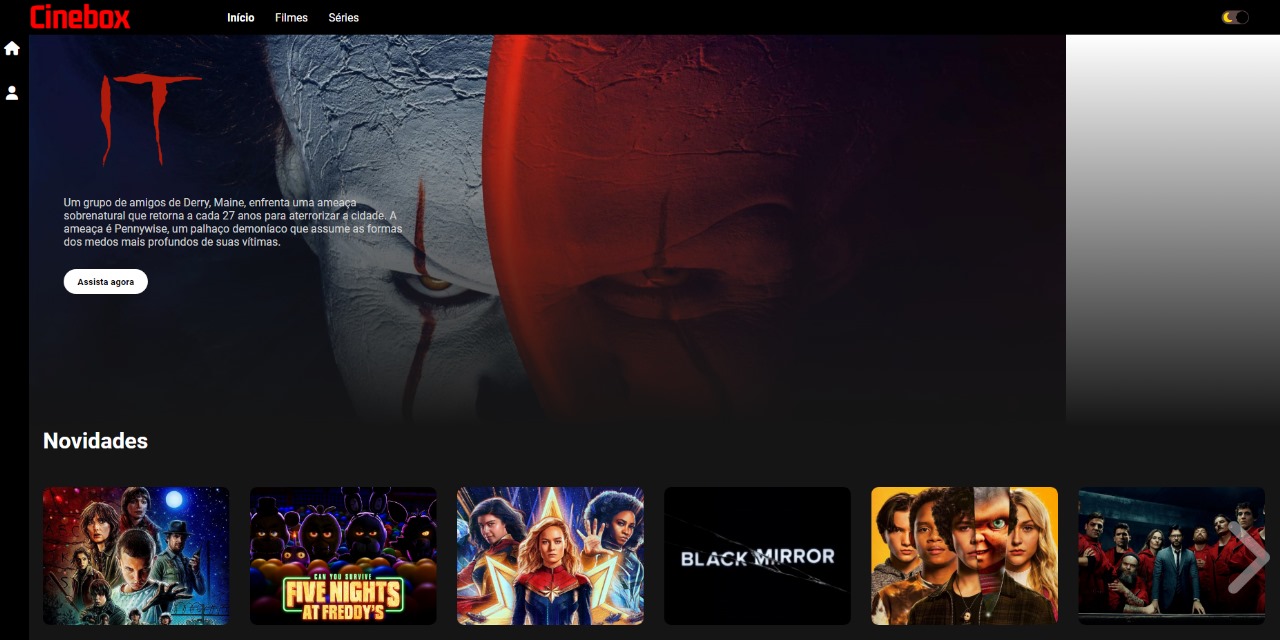 Cinebox
Início
Filmes
Séries
IT
Um grupo de amigos de Derry, Maine, enfrenta uma ameaça
sobrenatural que retorna a cada 27 anos para aterrorizar a cidade. A
ameaça é Pennywise, um palhaço demoníaco que assume as formas
dos medos mais profundos de suas vítimas.
Assista agora
Novidades
CAN YOU SURVIVE
FIVE NIGHTS
AT FREDDY'S
BLACK MIRROR